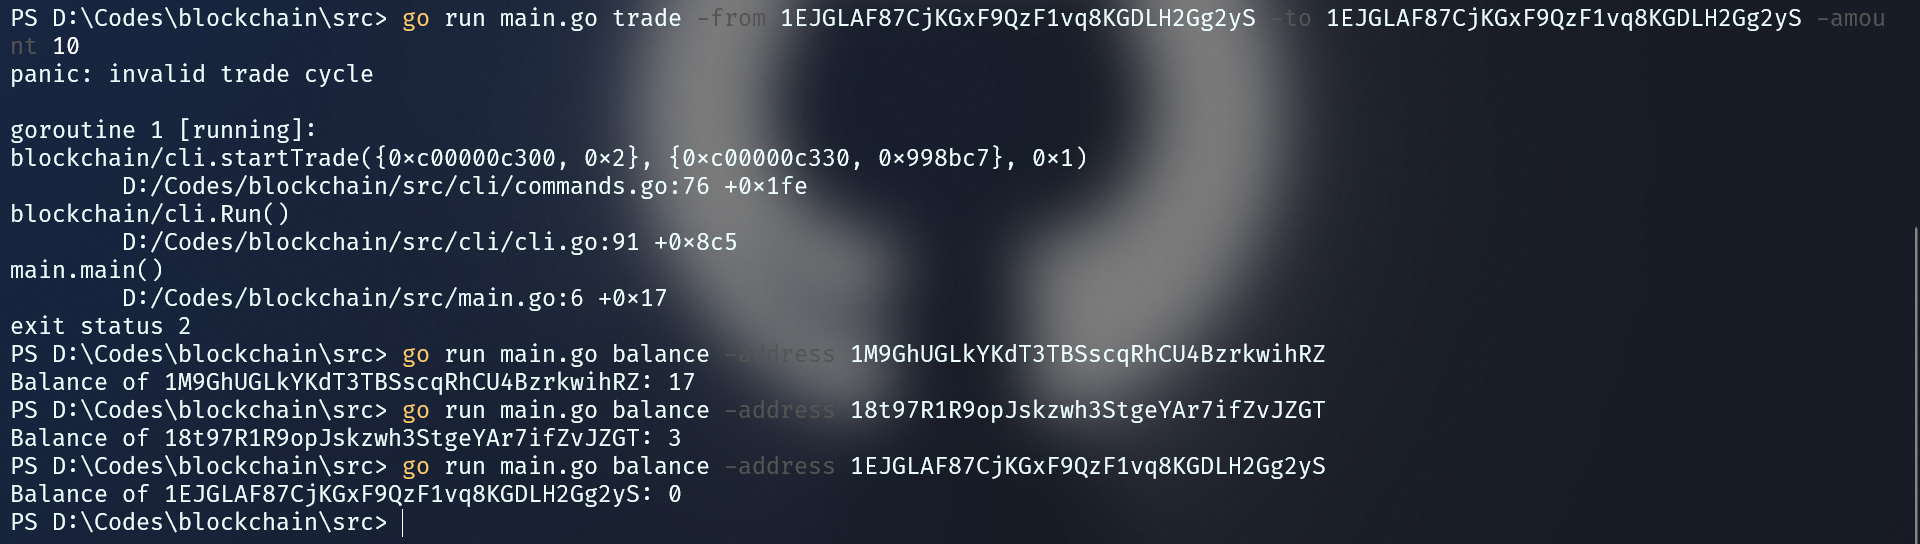 PS D:\Codes\blockchain\src> go run main.go trade -from 1EJGLAF87CjKGxF9QzF1vq8KGDLH2Gg2yS -to 1EJGLAF87CjKGxF9QzF1vq8KGDLH2Gg2yS -amou
nt 10
panic: invalid trade cycle
goroutine 1 [running]:
blockchain/cli.startTrade({0×c00000c300, 0×2}, {0×c00000c330, 0×998bc7}, 0×1)
        D:/Codes/blockchain/src/cli/commands.go:76 +0×1fe
blockchain/cli.Run()
        D:/Codes/blockchain/src/cli/cli.go:91 +0×8c5
main.main()
        D:/Codes/blockchain/src/main.go:6 +0×17
exit status 2
PS D:\Codes\blockchain\src> go run main.go balance -address 1M9GhUGLkYKdT3TBSscqRhCU4BzrkwihRZ
Balance of 1M9GhUGLkYKdT3TBSscqRhCU4BzrkwihRZ: 17
PS D:\Codes\blockchain\src> go run main.go balance -address 18t97R1R9opJskzwh3StgeYAr7ifZvJZGT
Balance of 18t97R1R9opJskzwh3StgeYAr7ifZvJZGT: 3
PS D:\Codes\blockchain\src> go run main.go balance -address 1EJGLAF87CjKGxF9QzF1vq8KGDLH2Gg2yS
Balance of 1EJGLAF87CjKGxF9QzF1vq8KGDLH2Gg2yS: 0
PS D:\Codes\blockchain\src>